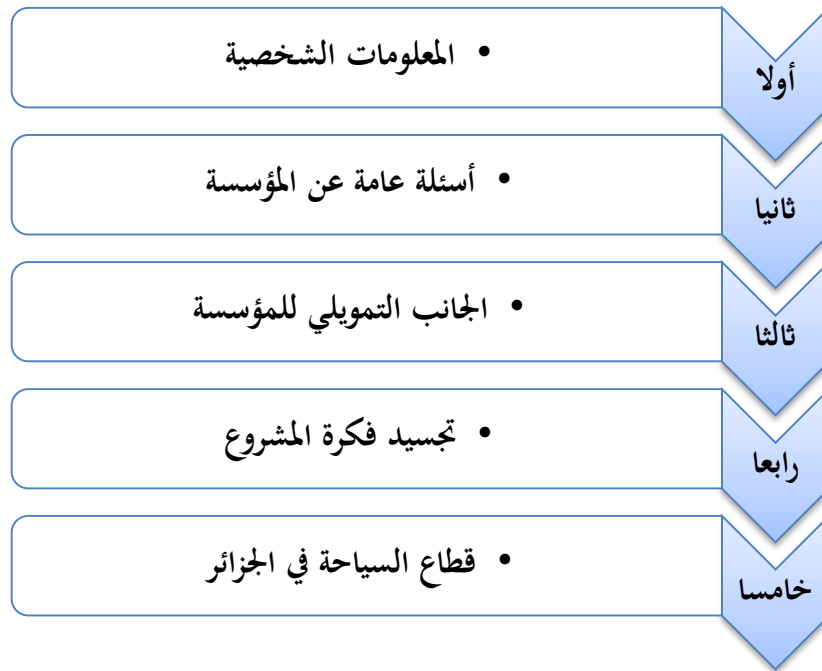 أولا
• المعلومات الشخصية
ثانيا
• أسئلة عامة عن المؤسسة
ثالثا
• الجانب التمويلي للمؤسسة
رابعا
• تجسيد فكرة المشروع
خامسا
• قطاع السياحة في الجزائر